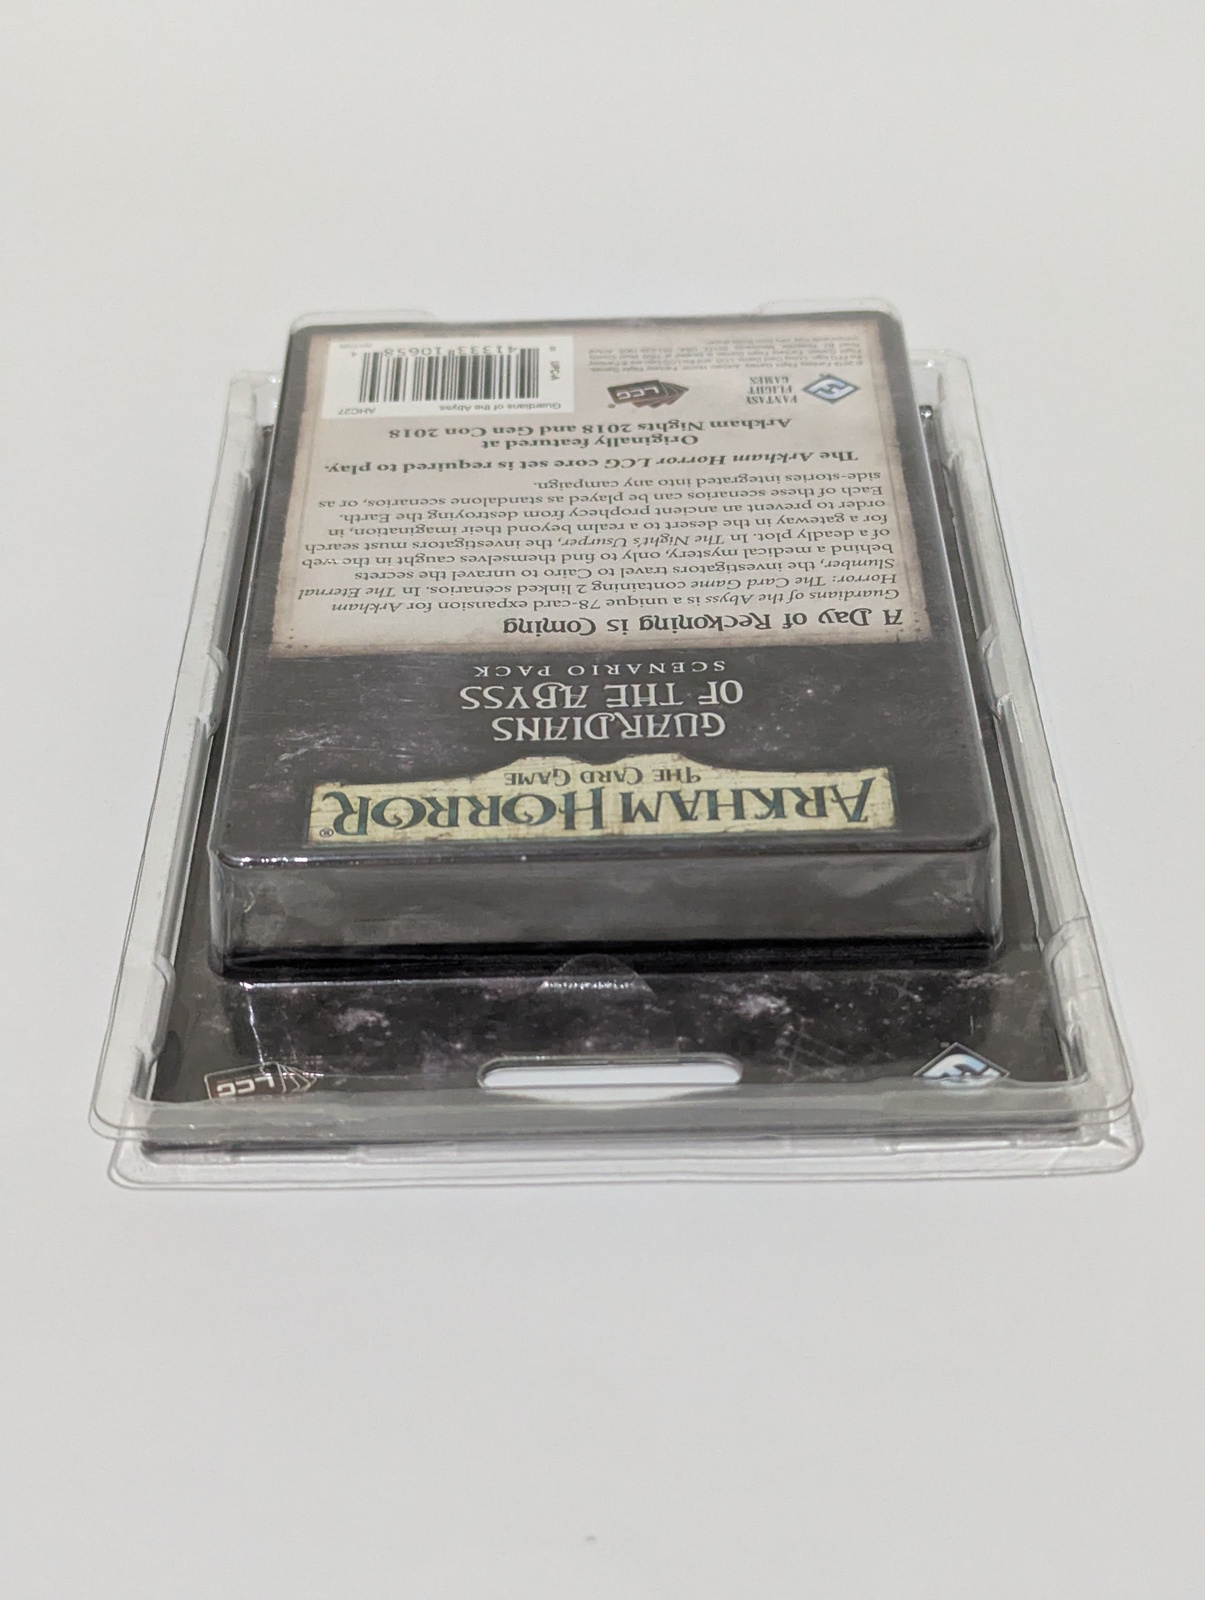 ARKHAM HORROR®
THE CARD GAME
GUARDIANS
OF THE ABYSS
SCENARIO PACK
A Day of Reckoning is Coming
Guardians of the Abyss is a unique 78-card expansion for Arkham
Horror: The Card Game containing 2 linked scenarios. In The Eternal
Slumber, the investigators travel to Cairo to unravel the secrets
behind a medical mystery, only to find themselves caught in the web
of a deadly plot. In The Night's Usurper, the investigators must search
for a gateway in the desert to a realm beyond their imagination, in
order to prevent an ancient prophecy from destroying the Earth.
Each of these scenarios can be played as standalone scenarios, or as
side-stories integrated into any campaign.
The Arkham Horror LCG core set is required to play.
Originally featured at
Arkham Nights 2018 and Gen Con 2018
FANTASY
FLIGHT
GAMES
LCG
Guardians of the Abyss
AHC27
UPC-A
41333 10658 4
LCG